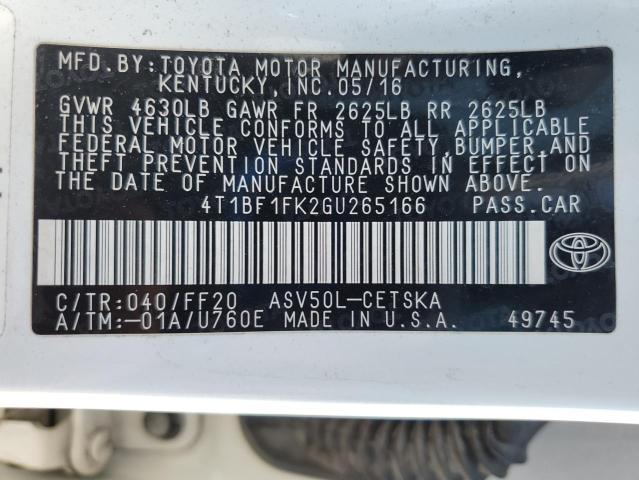 MFD.BY:TOYOTA MOTOR MANUFACTURING,
KENTUCKY,INC.05/16
GVWR 4630LB GAWR FR 2625LB RR 2625LB
THIS VEHICLE CONFORMS TO ALL APPLICABLE
FEDERAL MOTOR VEHICLE SAFETY,BUMPER,AND
THEFT PREVENTION STANDARDS IN EFFECT ON
THE DATE OF MANUFACTURE SHOWN ABOVE.
4T1BF1FK2GU265166 PASS.CAR
C/TR:040/FF20 ASV50L-CETSKA
A/TM:-01A/U760E MADE IN U.S.A. 49745